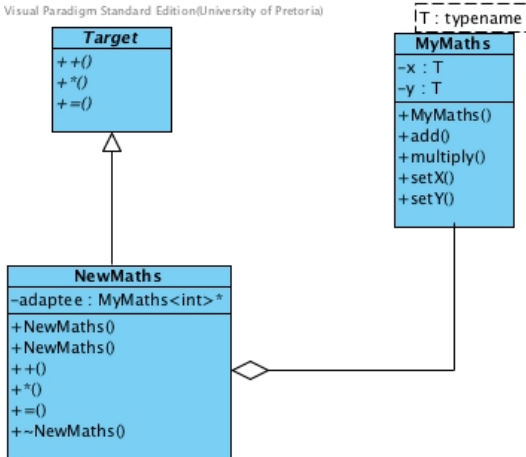 Visual Paradigm Standard Edition(University of Pretoria)
Target
+ +()
+ *()
+ =()
T : typename
MyMaths
-x : T
-y : T
+MyMaths()
+add()
+multiply()
+setX()
+setY()
NewMaths
-adaptee : MyMaths<int>*
+NewMaths()
+NewMaths()
++()
+*()
+=()
+~NewMaths()